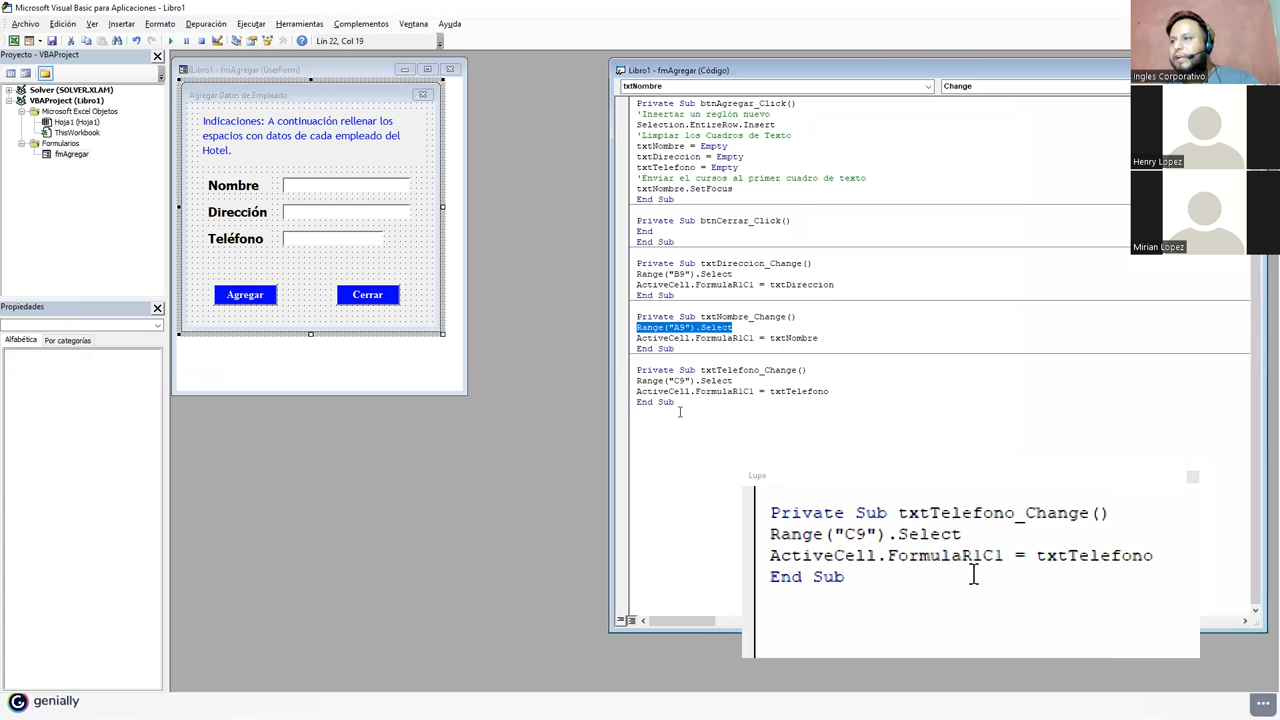 Microsoft Visual Basic para Aplicaciones - Libro1
Archivo Edición Ver Insertar Formato Depuración Ejecutar Herramientas Complementos Ventana Ayuda
Lín 22, Col 19
Proyecto - VBAProject
Solver (SOLVER.XLAM)
VBAProject (Libro1)
Microsoft Excel Objetos
Hoja1 (Hoja1)
ThisWorkbook
Formularios
fmAgregar
Propiedades
Alfabética Por categorías
Libro1 - fmAgregar (UserForm)
Agregar Datos de Empleado
Indicaciones: A continuación rellenar los
espacios con datos de cada empleado del
Hotel.
Nombre
Dirección
Teléfono
Agregar Cerrar
Libro1 - fmAgregar (Código)
txtNombre Change
Private Sub btnAgregar_Click()
'Insertar un reglón nuevo
Selection.EntireRow.Insert
'Limpiar los Cuadros de Texto
txtNombre = Empty
txtDireccion = Empty
txtTelefono = Empty
'Enviar el cursos al primer cuadro de texto
txtNombre.SetFocus
End Sub
Private Sub btnCerrar_Click()
End
End Sub
Private Sub txtDireccion_Change()
Range("B9").Select
ActiveCell.FormulaR1C1 = txtDireccion
End Sub
Private Sub txtNombre_Change()
Range("A9").Select
ActiveCell.FormulaR1C1 = txtNombre
End Sub
Private Sub txtTelefono_Change()
Range("C9").Select
ActiveCell.FormulaR1C1 = txtTelefono
End Sub
Lupa
Private Sub txtTelefono_Change()
Range("C9").Select
ActiveCell.FormulaR1C1 = txtTelefono
End Sub
Ingles Corporativo
Henry Lopez
Mirian Lopez
genially